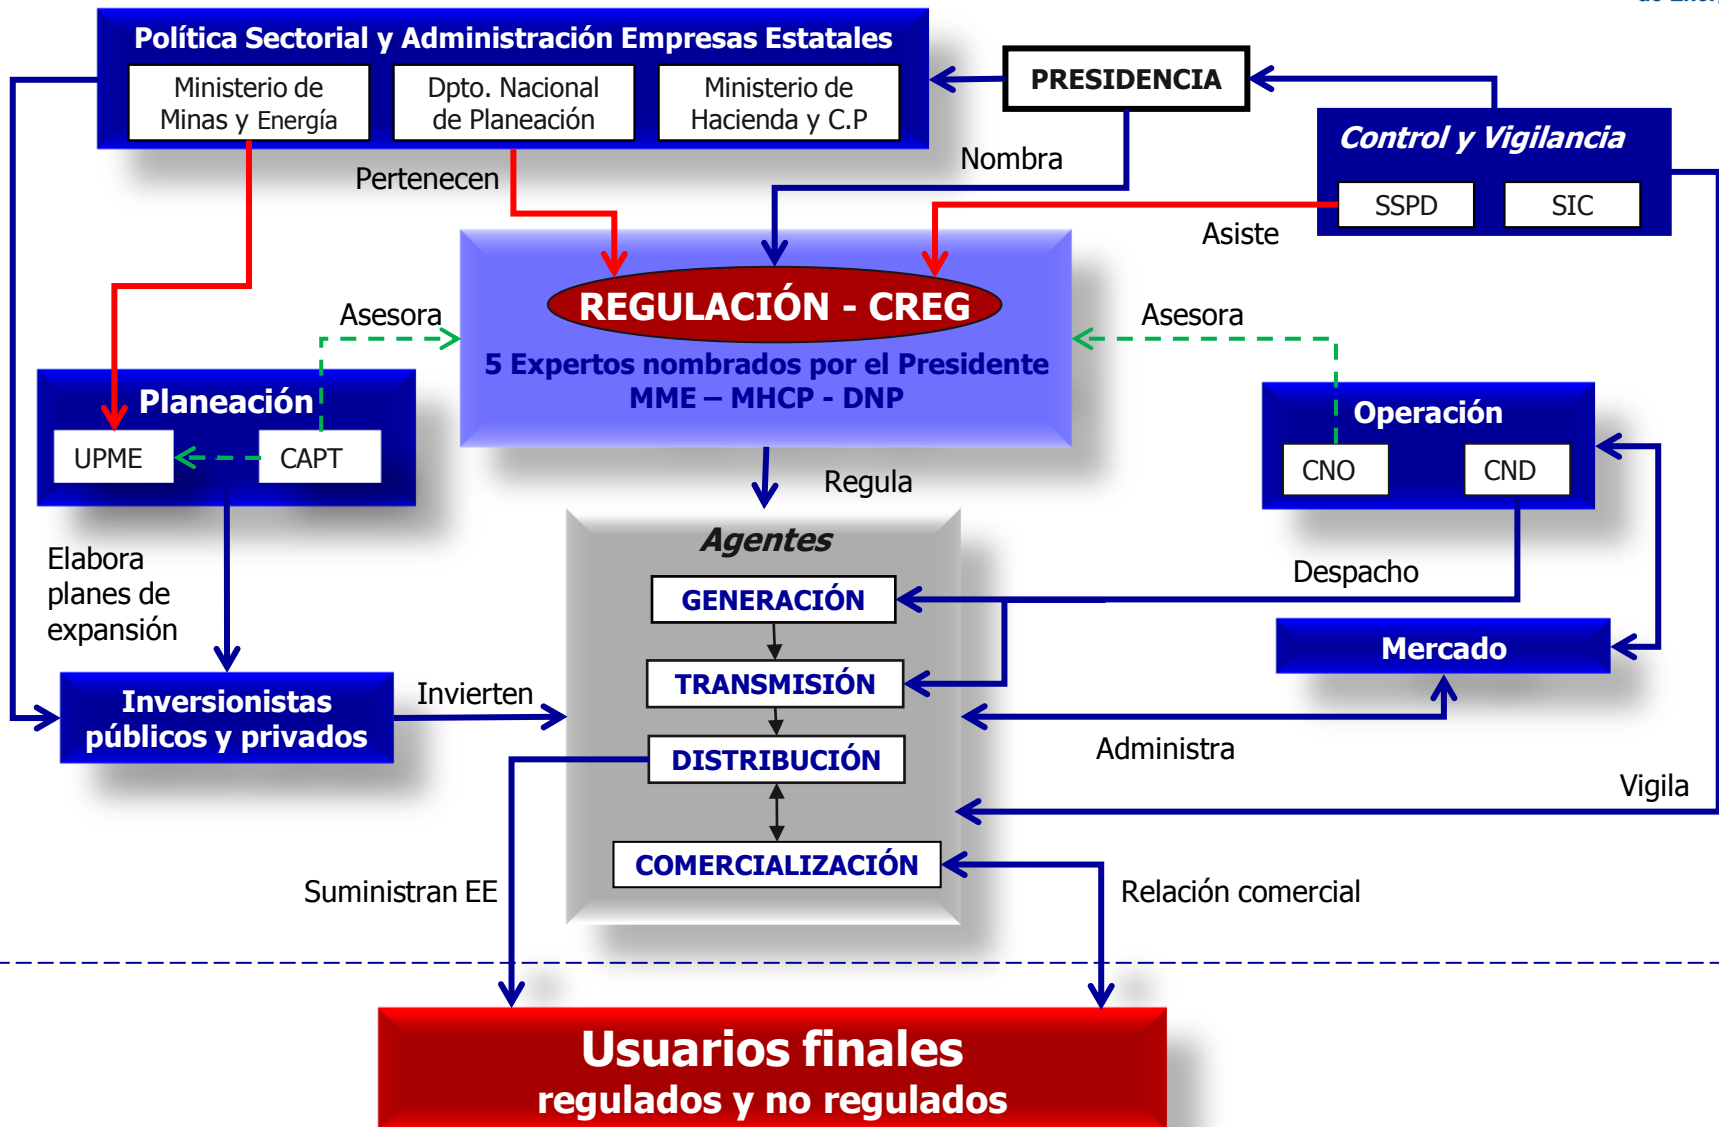 Política Sectorial y Administración Empresas Estatales
Ministerio de
Minas y Energía
Dpto. Nacional
de Planeación
Ministerio de
Hacienda y C.P
PRESIDENCIA
Control y Vigilancia
SSPD
SIC
Pertenecen
Nombra
Asiste
REGULACIÓN - CREG
5 Expertos nombrados por el Presidente
MME – MHCP - DNP
Asesora
Asesora
Planeación
UPME
CAPT
Operación
CNO
CND
Regula
Elabora
planes de
expansión
Agentes
GENERACIÓN
TRANSMISIÓN
DISTRIBUCIÓN
COMERCIALIZACIÓN
Despacho
Mercado
Inversionistas
públicos y privados
Invierten
Administra
Vigila
Suministran EE
Relación comercial
Usuarios finales
regulados y no regulados